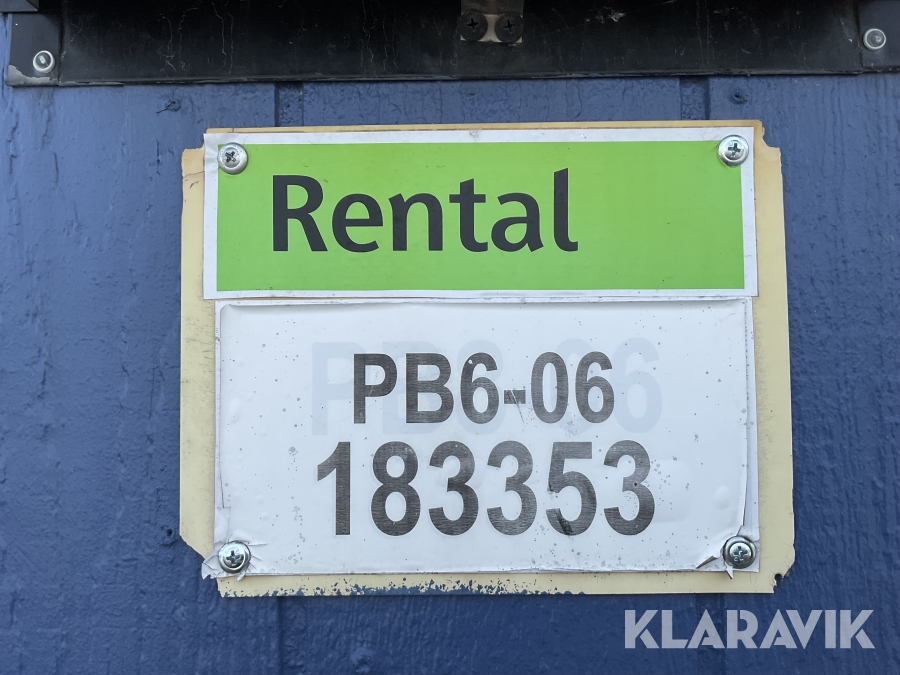 Rental
PB6-06
183353
KLARAVIK